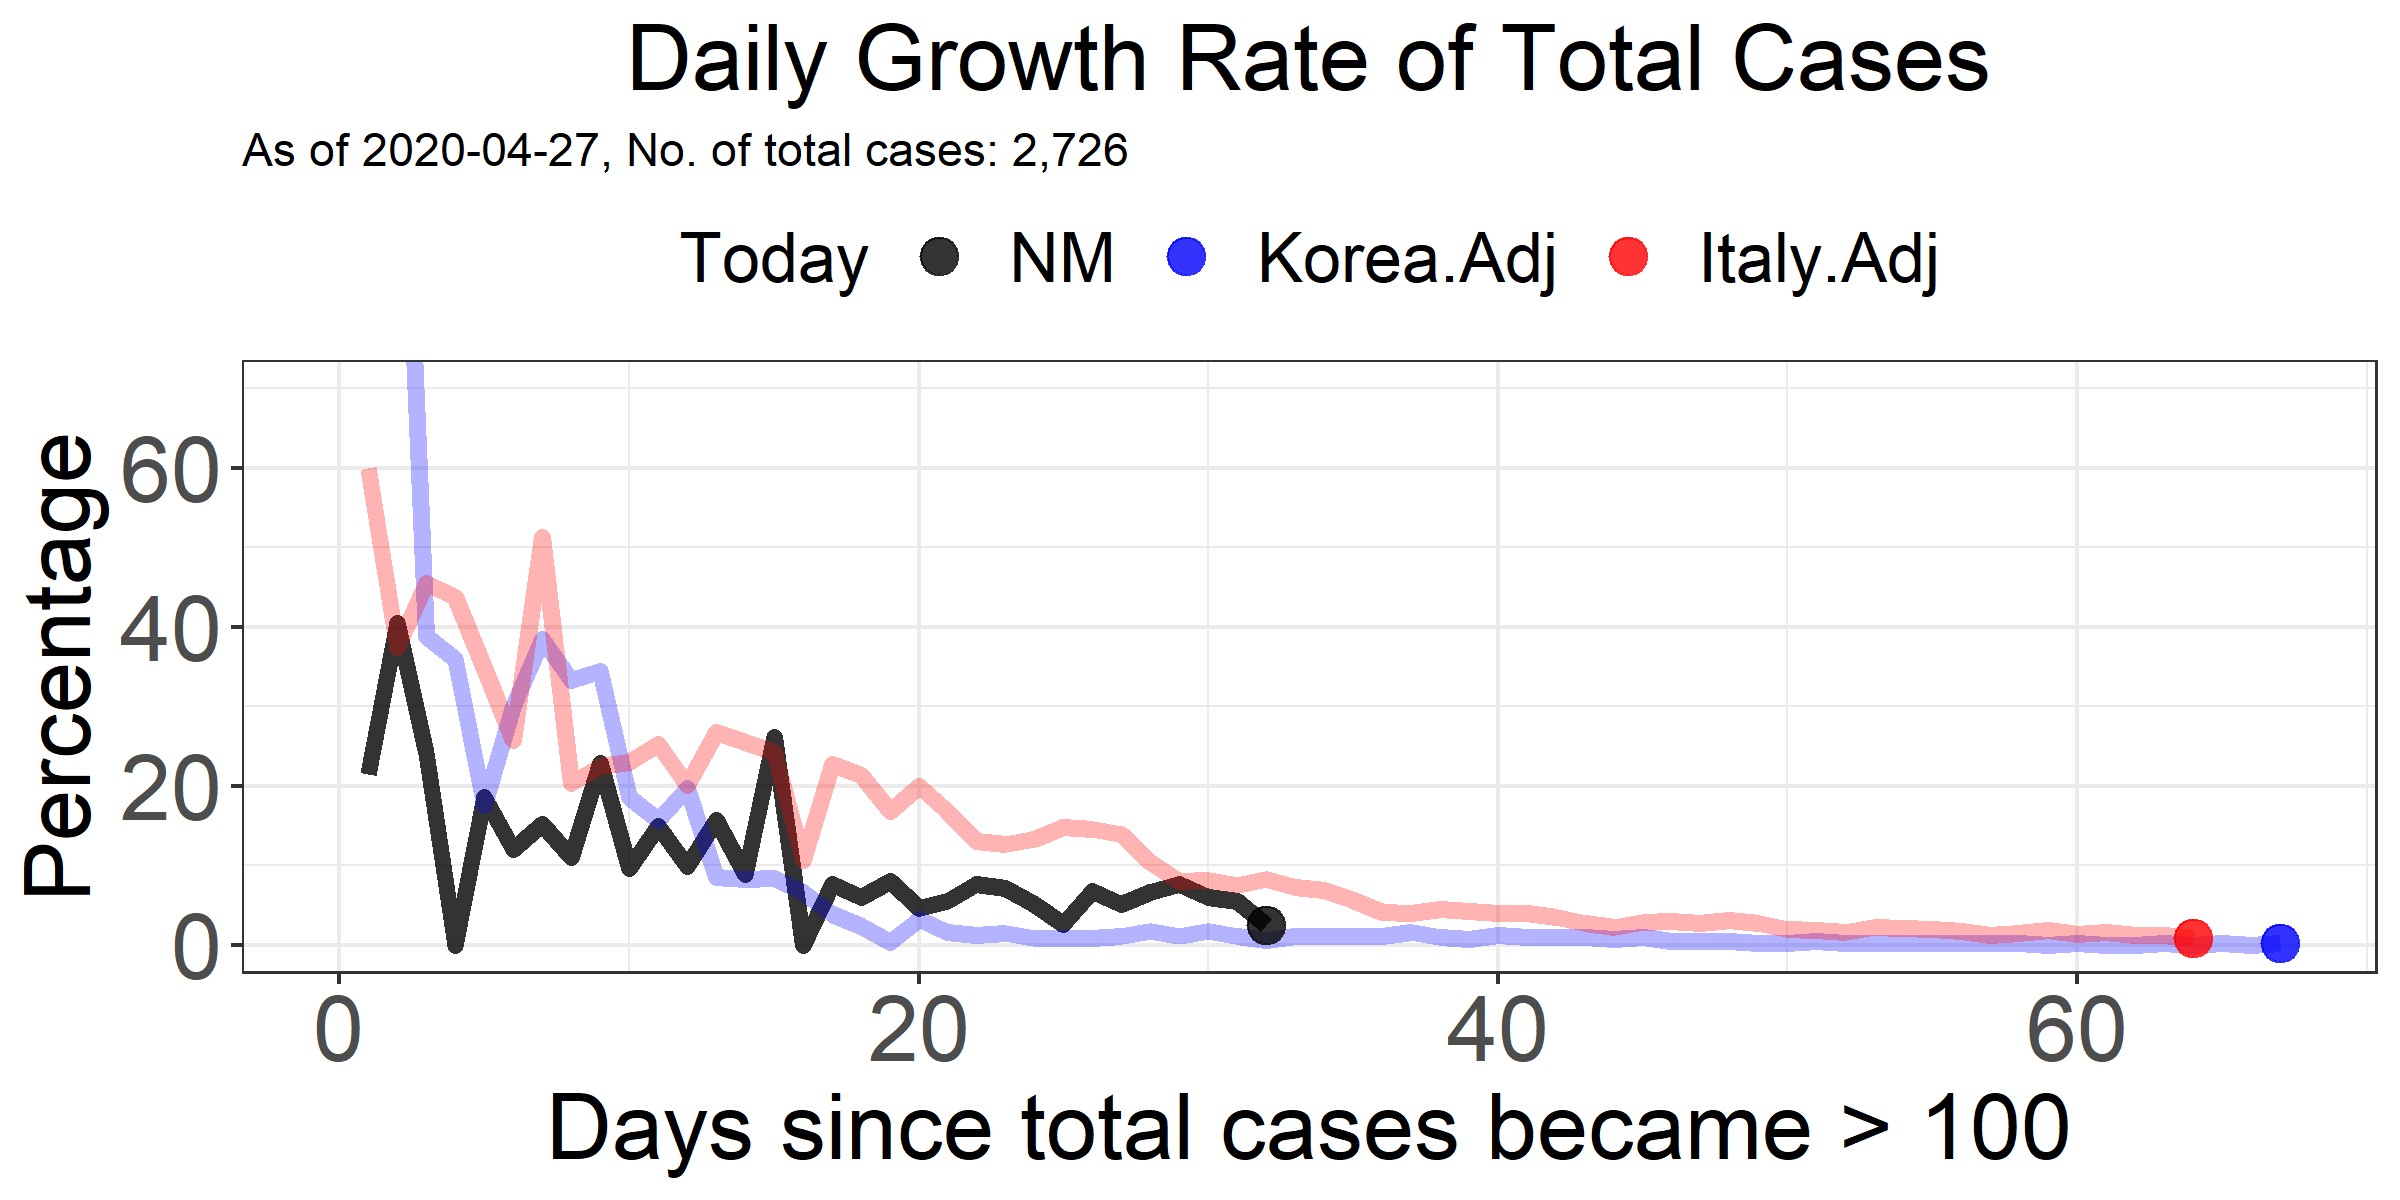 Daily Growth Rate of Total Cases
As of 2020-04-27, No. of total cases: 2,726
Today NM Korea.Adj Italy.Adj
Percentage
60
40
20
0
0 20 40 60
Days since total cases became > 100